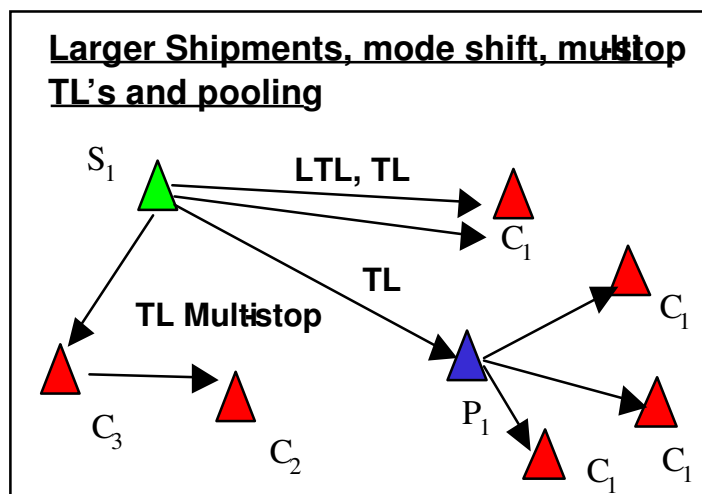 Larger Shipments, mode shift, multi-stop
TL's and pooling
S1
LTL, TL
C1
TL
C1
TL Multi-stop
P1
C3
C2
C1
C1